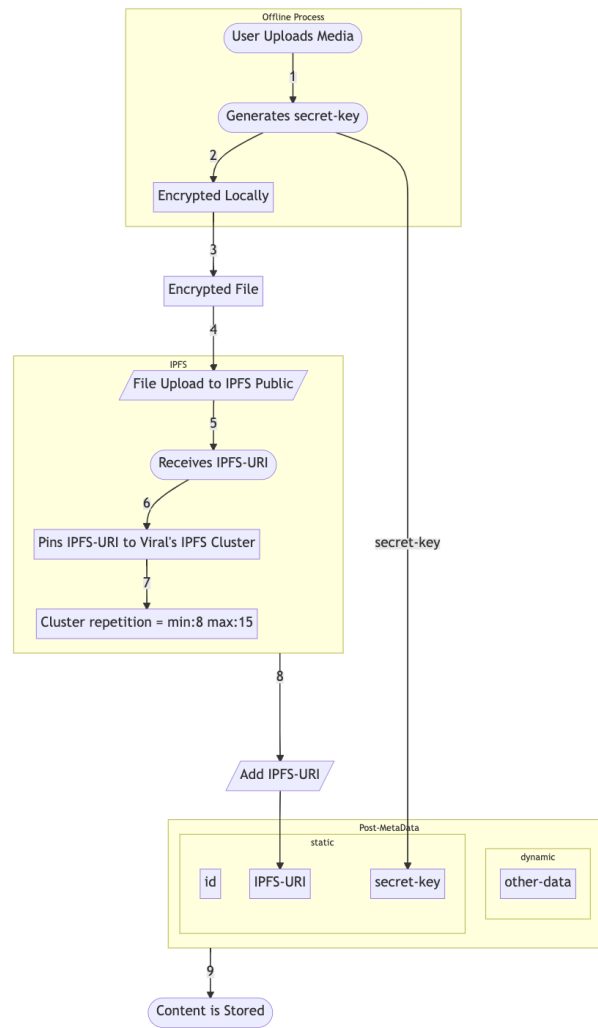 Offline Process
User Uploads Media
1
Generates secret-key
2
Encrypted Locally
3
Encrypted File
4
IPFS
File Upload to IPFS Public
5
Receives IPFS-URI
6
secret-key
Pins IPFS-URI to Viral's IPFS Cluster
7
Cluster repetition = min:8 max:15
8
Add IPFS-URI
Post-MetaData
static
dynamic
id
IPFS-URI
secret-key
other-data
9
Content is Stored